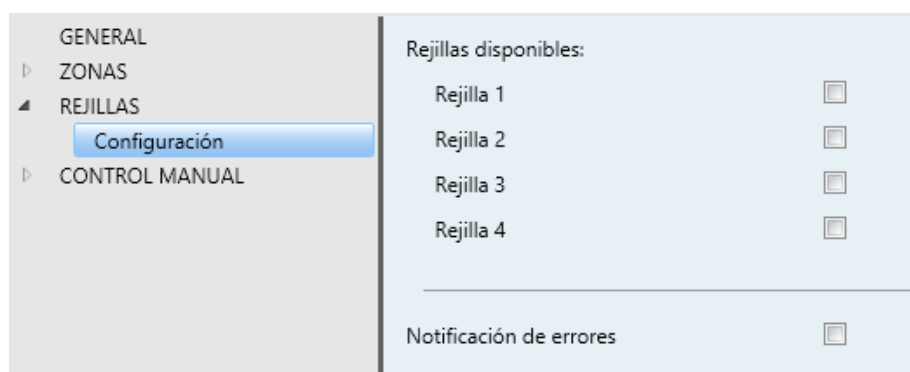 GENERAL
ZONAS
REJILLAS
Configuración
CONTROL MANUAL
Rejillas disponibles:
Rejilla 1
Rejilla 2
Rejilla 3
Rejilla 4
Notificación de errores